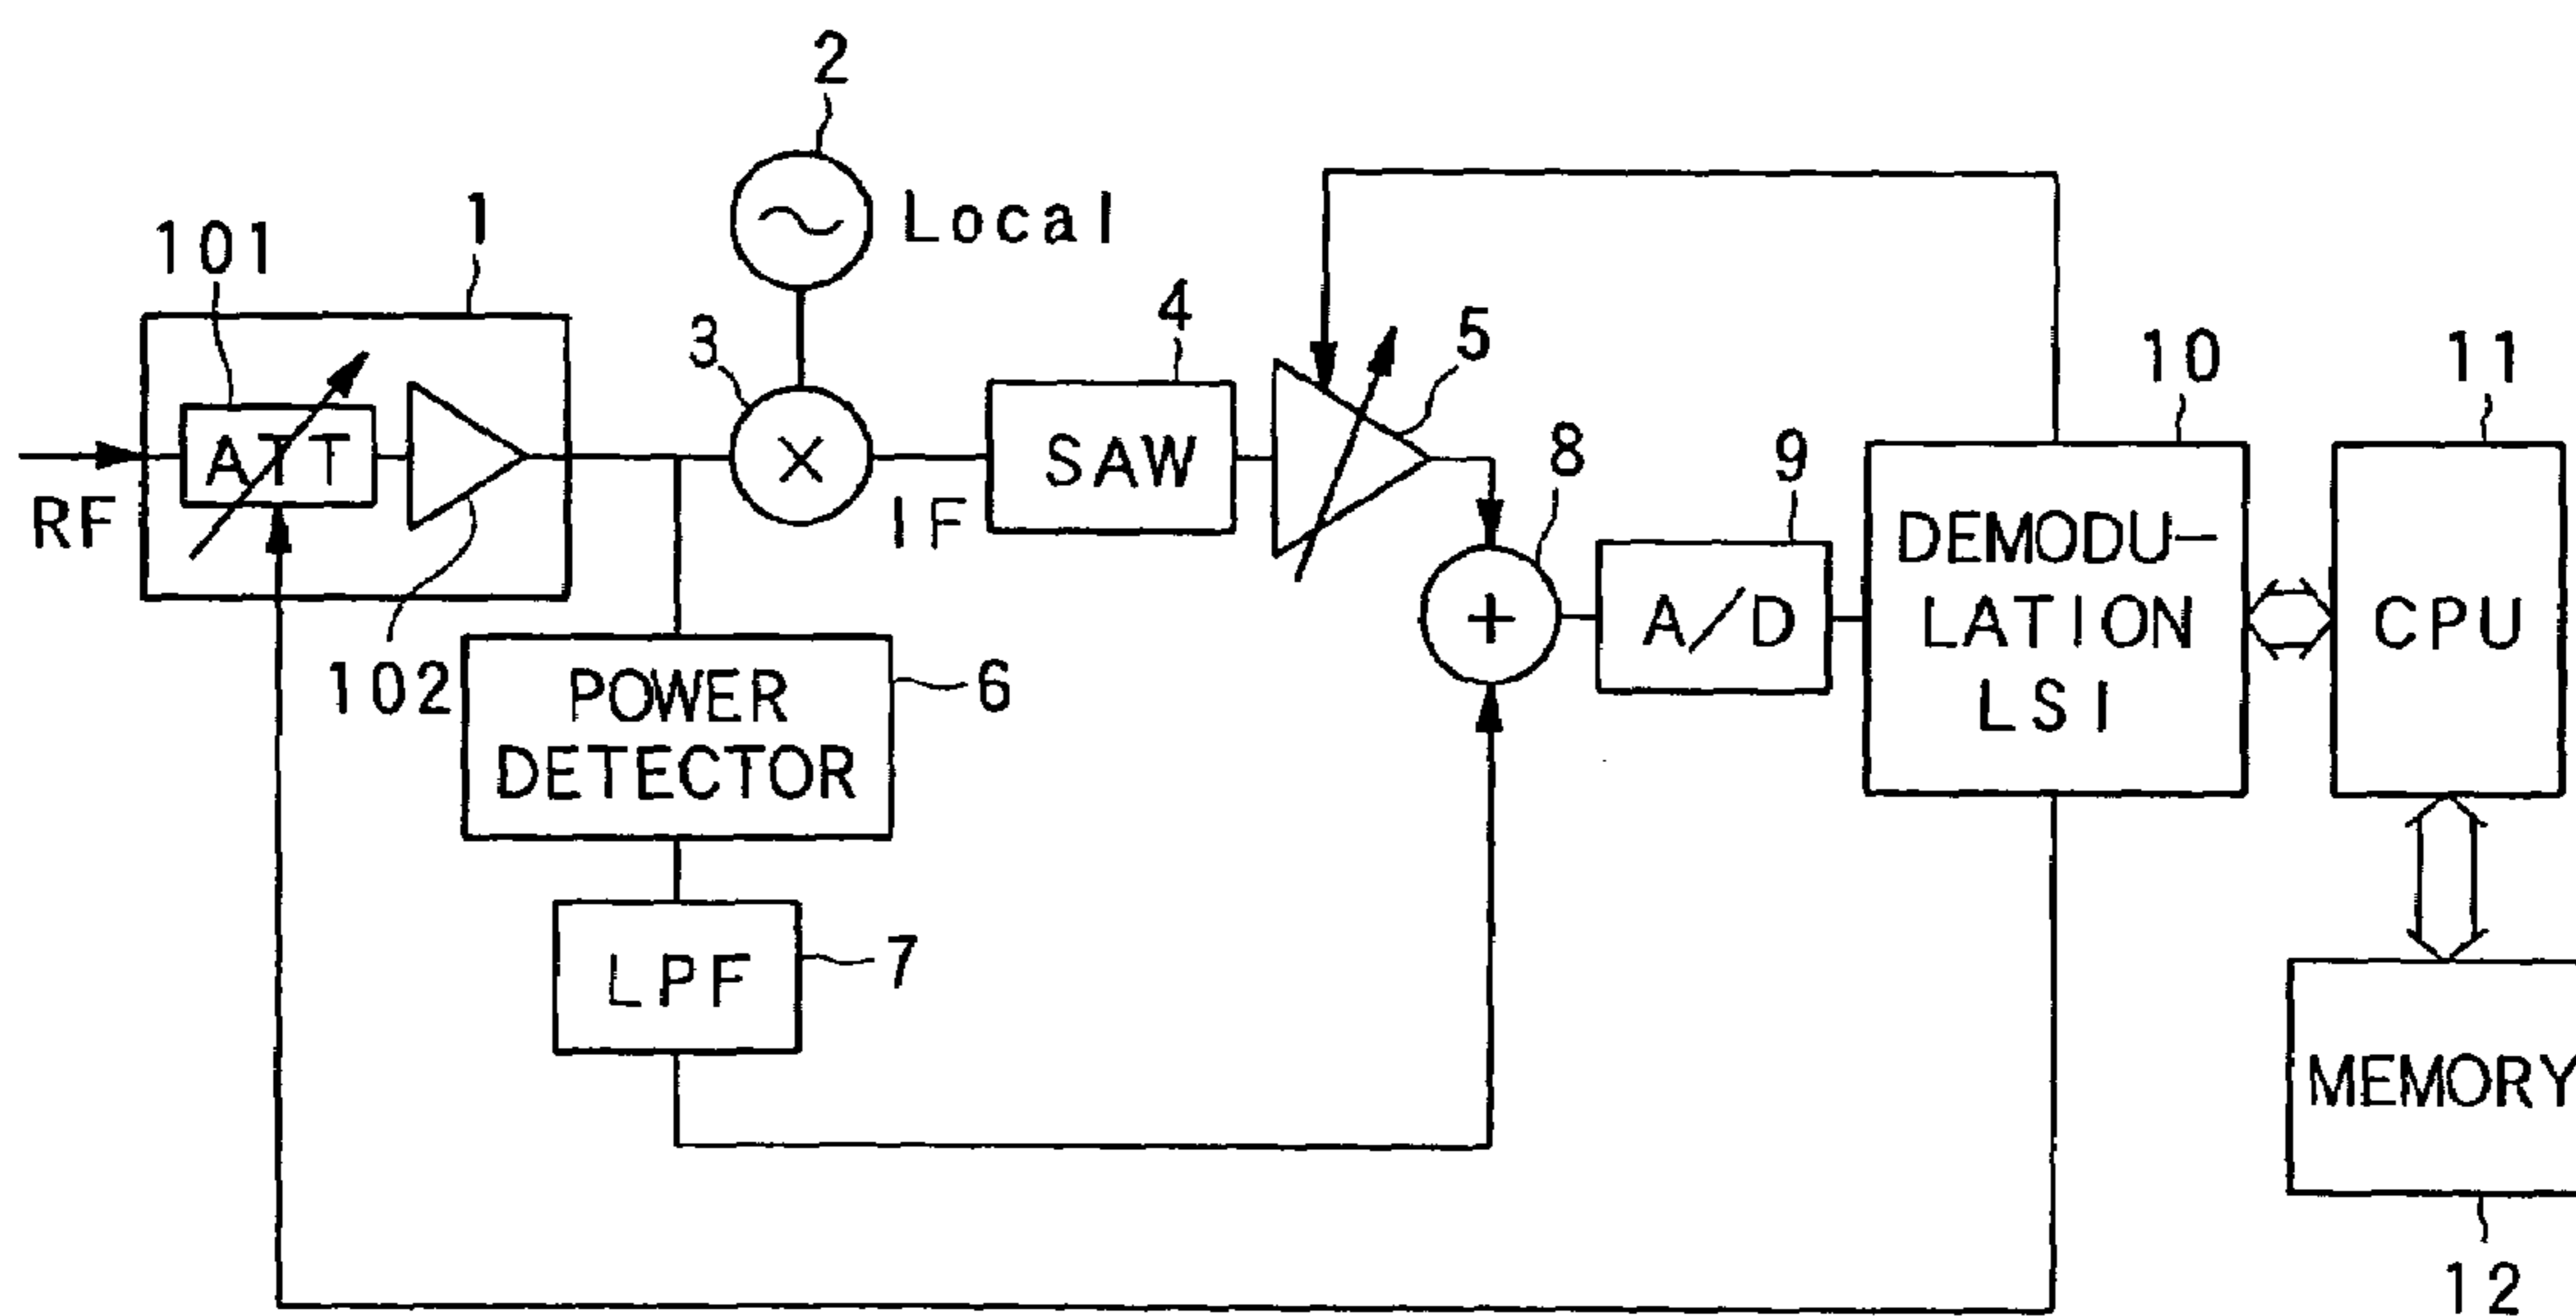 2
Local
1
101
ATT
RF
102
3
×
IF
4
SAW
5
8
+
9
A/D
10
DEMODU-
LATION
LSI
11
CPU
6
POWER
DETECTOR
7
LPF
MEMORY
12